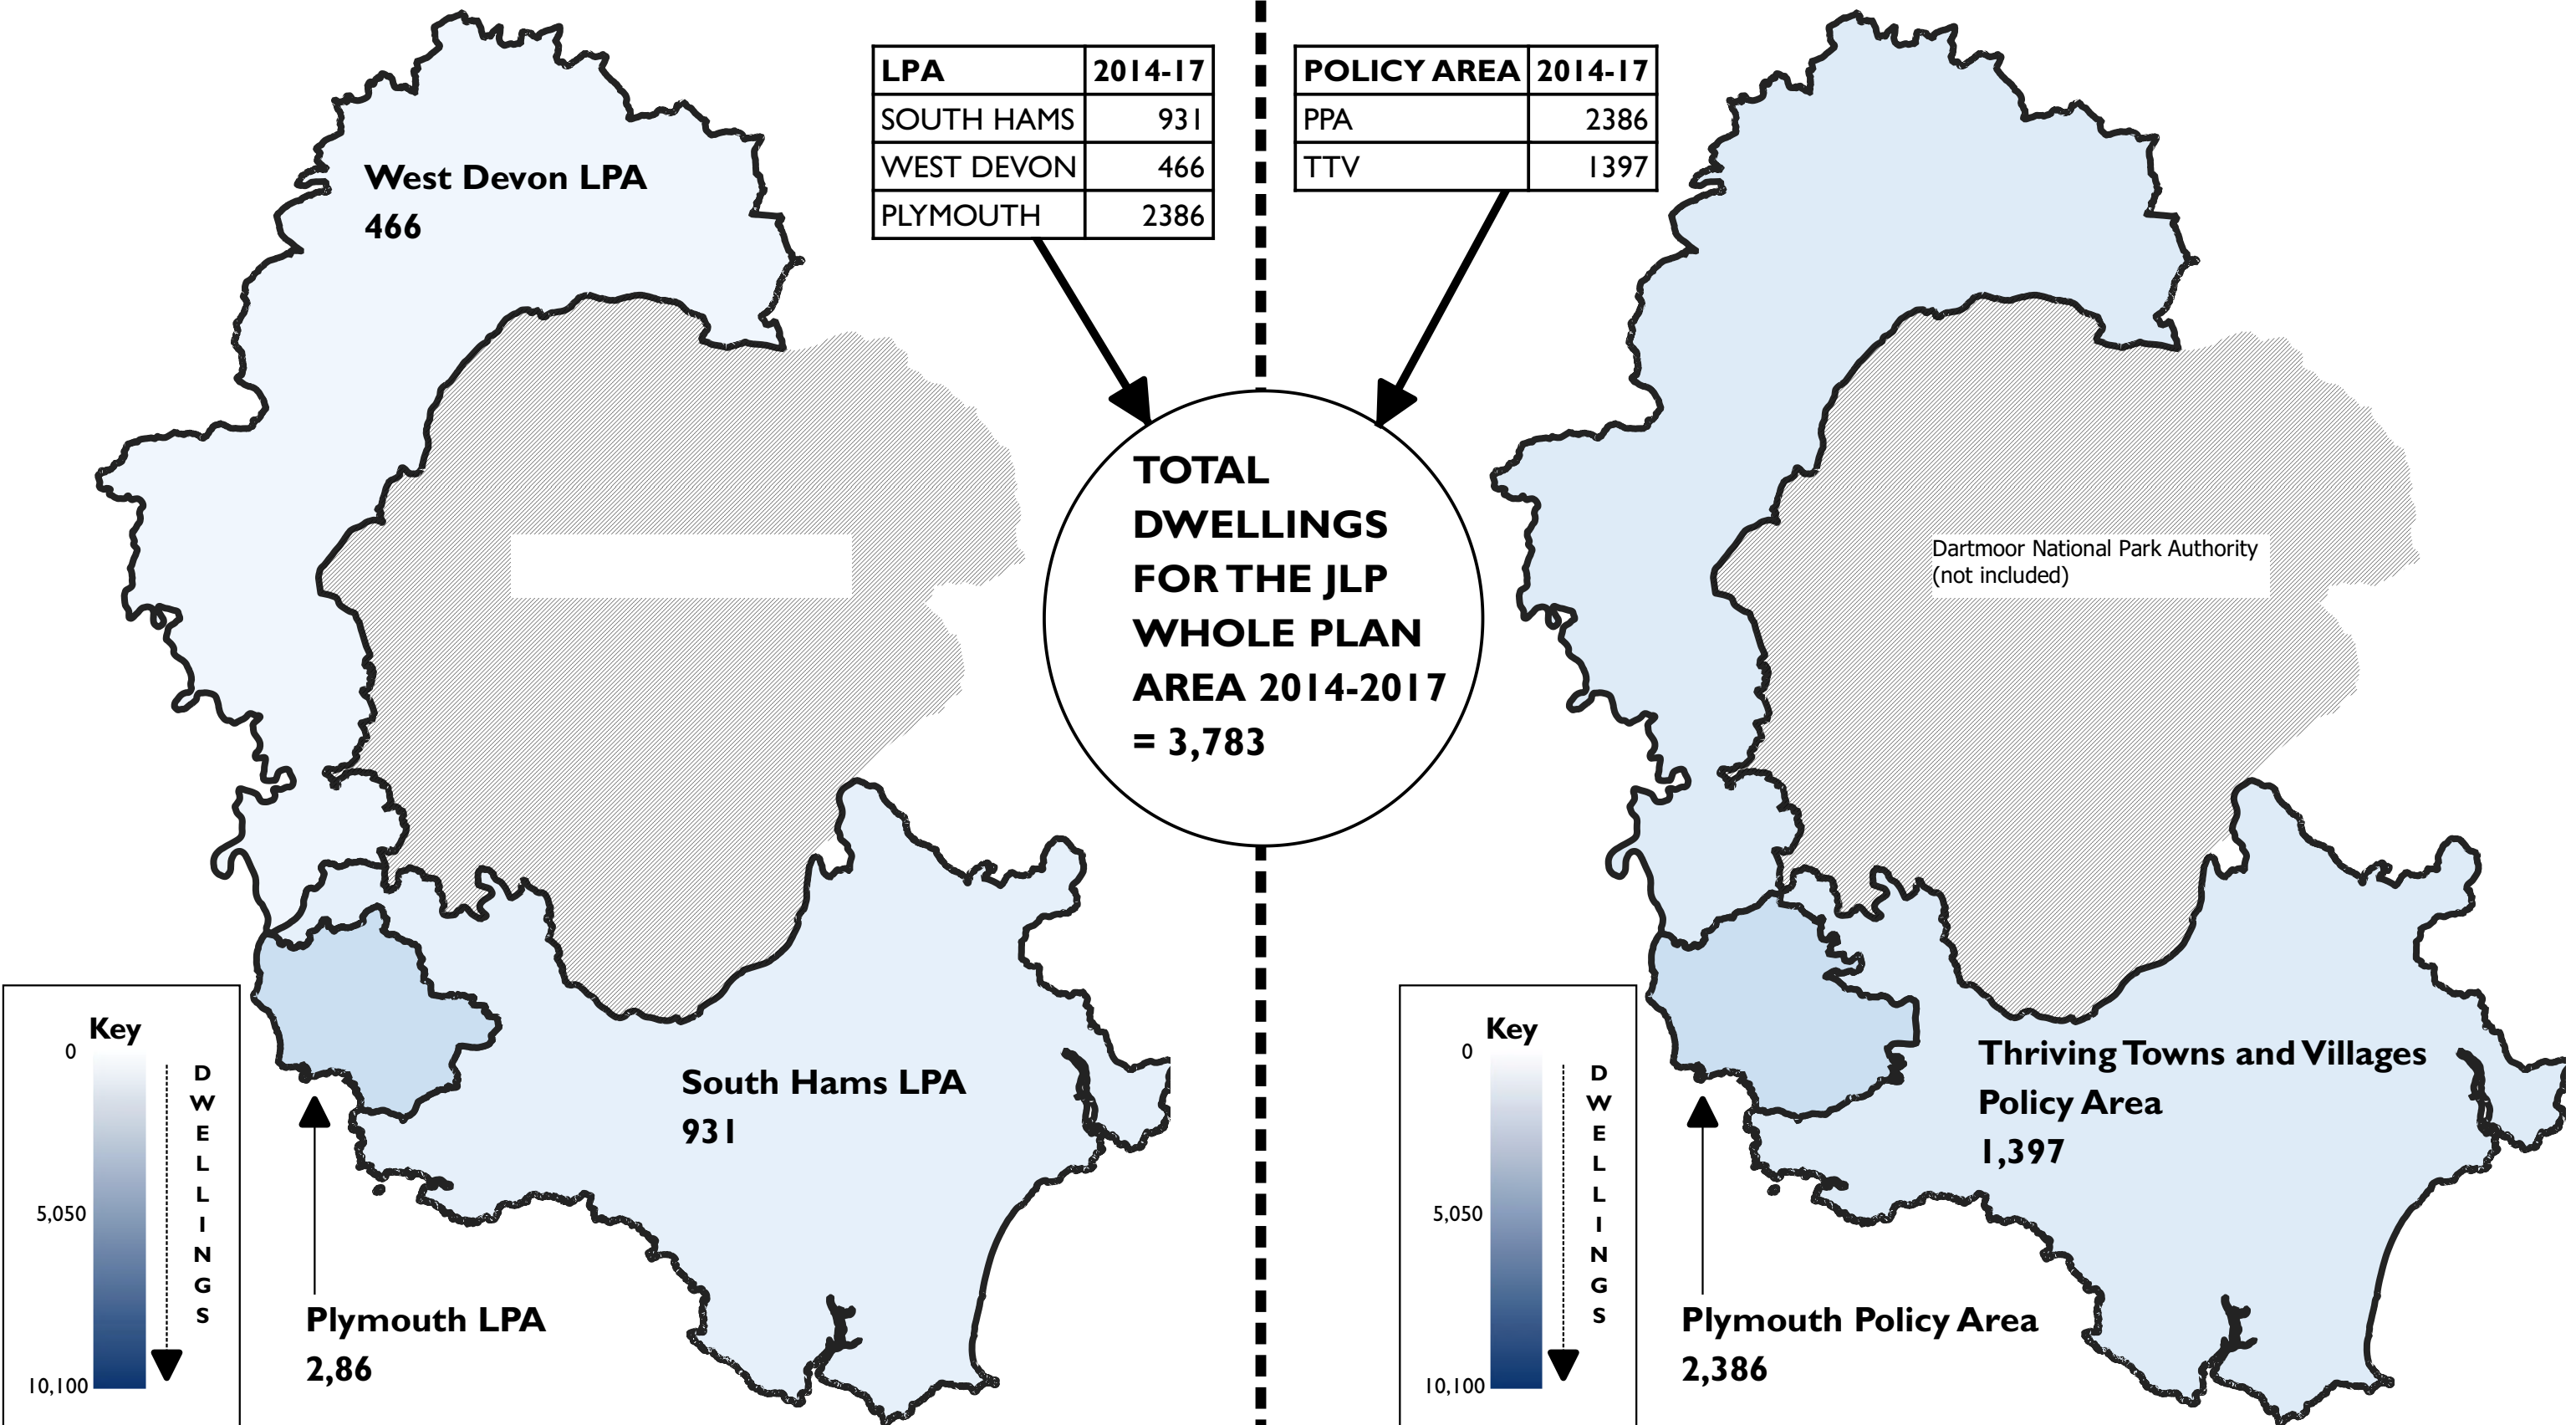 LPA 2014-17
SOUTH HAMS 931
WEST DEVON 466
PLYMOUTH 2386
POLICY AREA 2014-17
PPA 2386
TTV 1397
West Devon LPA
466
TOTAL
DWELLINGS
FOR THE JLP
WHOLE PLAN
AREA 2014-2017
= 3,783
Dartmoor National Park Authority
(not included)
South Hams LPA
931
Plymouth LPA
2,86
Key
0
5,050
10,100
DWELLINGS
Thriving Towns and Villages
Policy Area
1,397
Plymouth Policy Area
2,386
Key
0
5,050
10,100
DWELLINGS